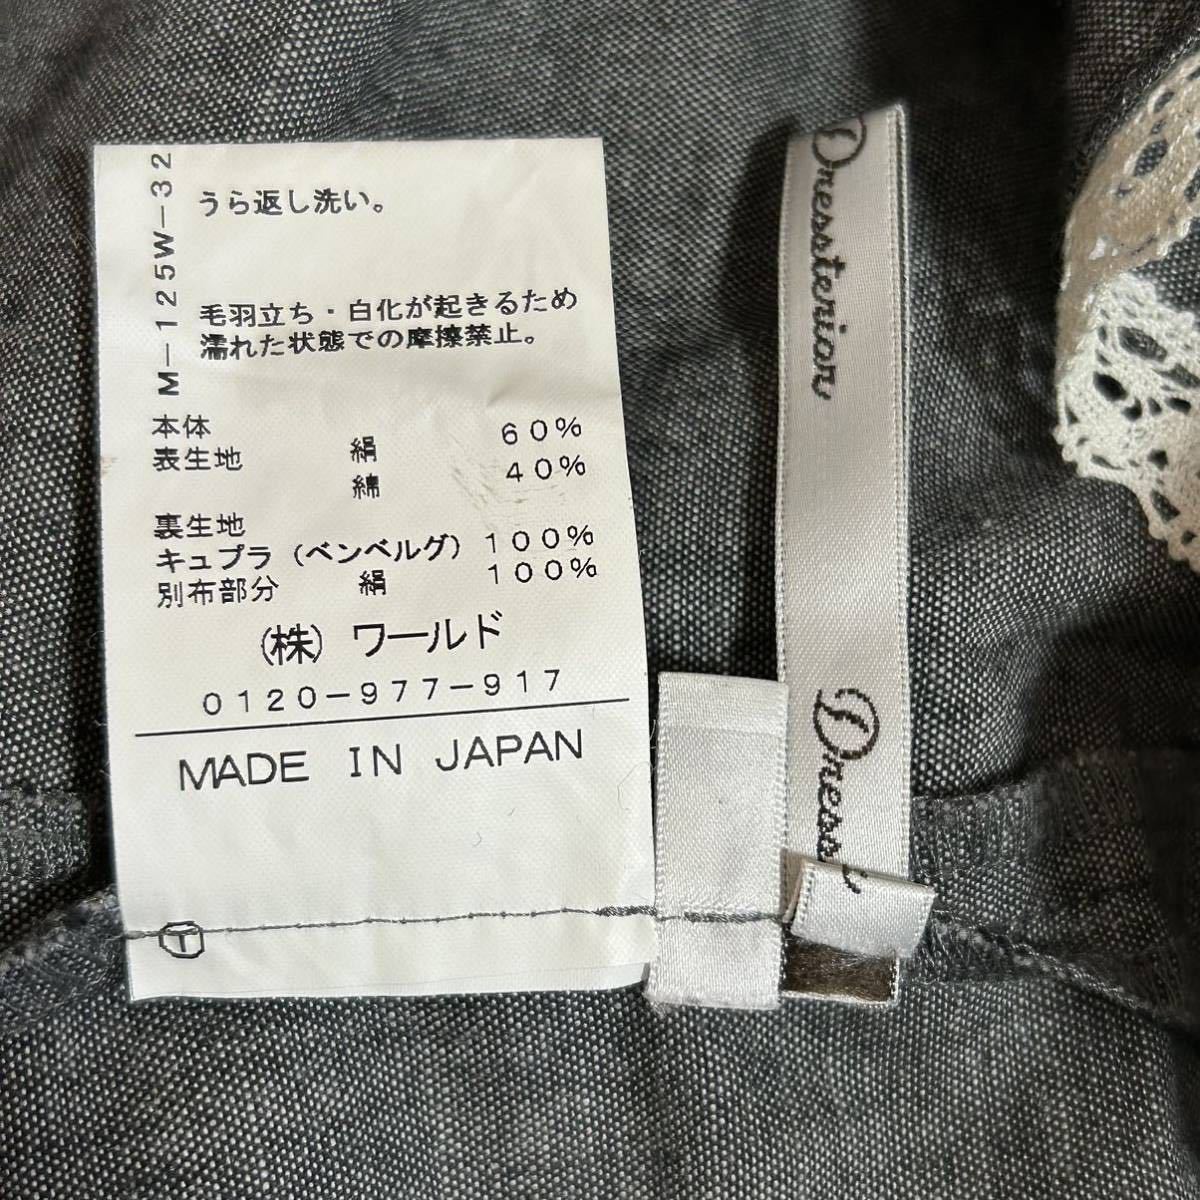 M-125W-32
うら返し洗い。
毛羽立ち・白化が起きるため
濡れた状態での摩擦禁止。
本体
表生地 絹 60%
綿 40%
裏生地
キュプラ(ベンベルグ) 100%
別布部分 絹 100%
(株) ワールド
0120-977-917
MADE IN JAPAN
T
Dressterior
Dress